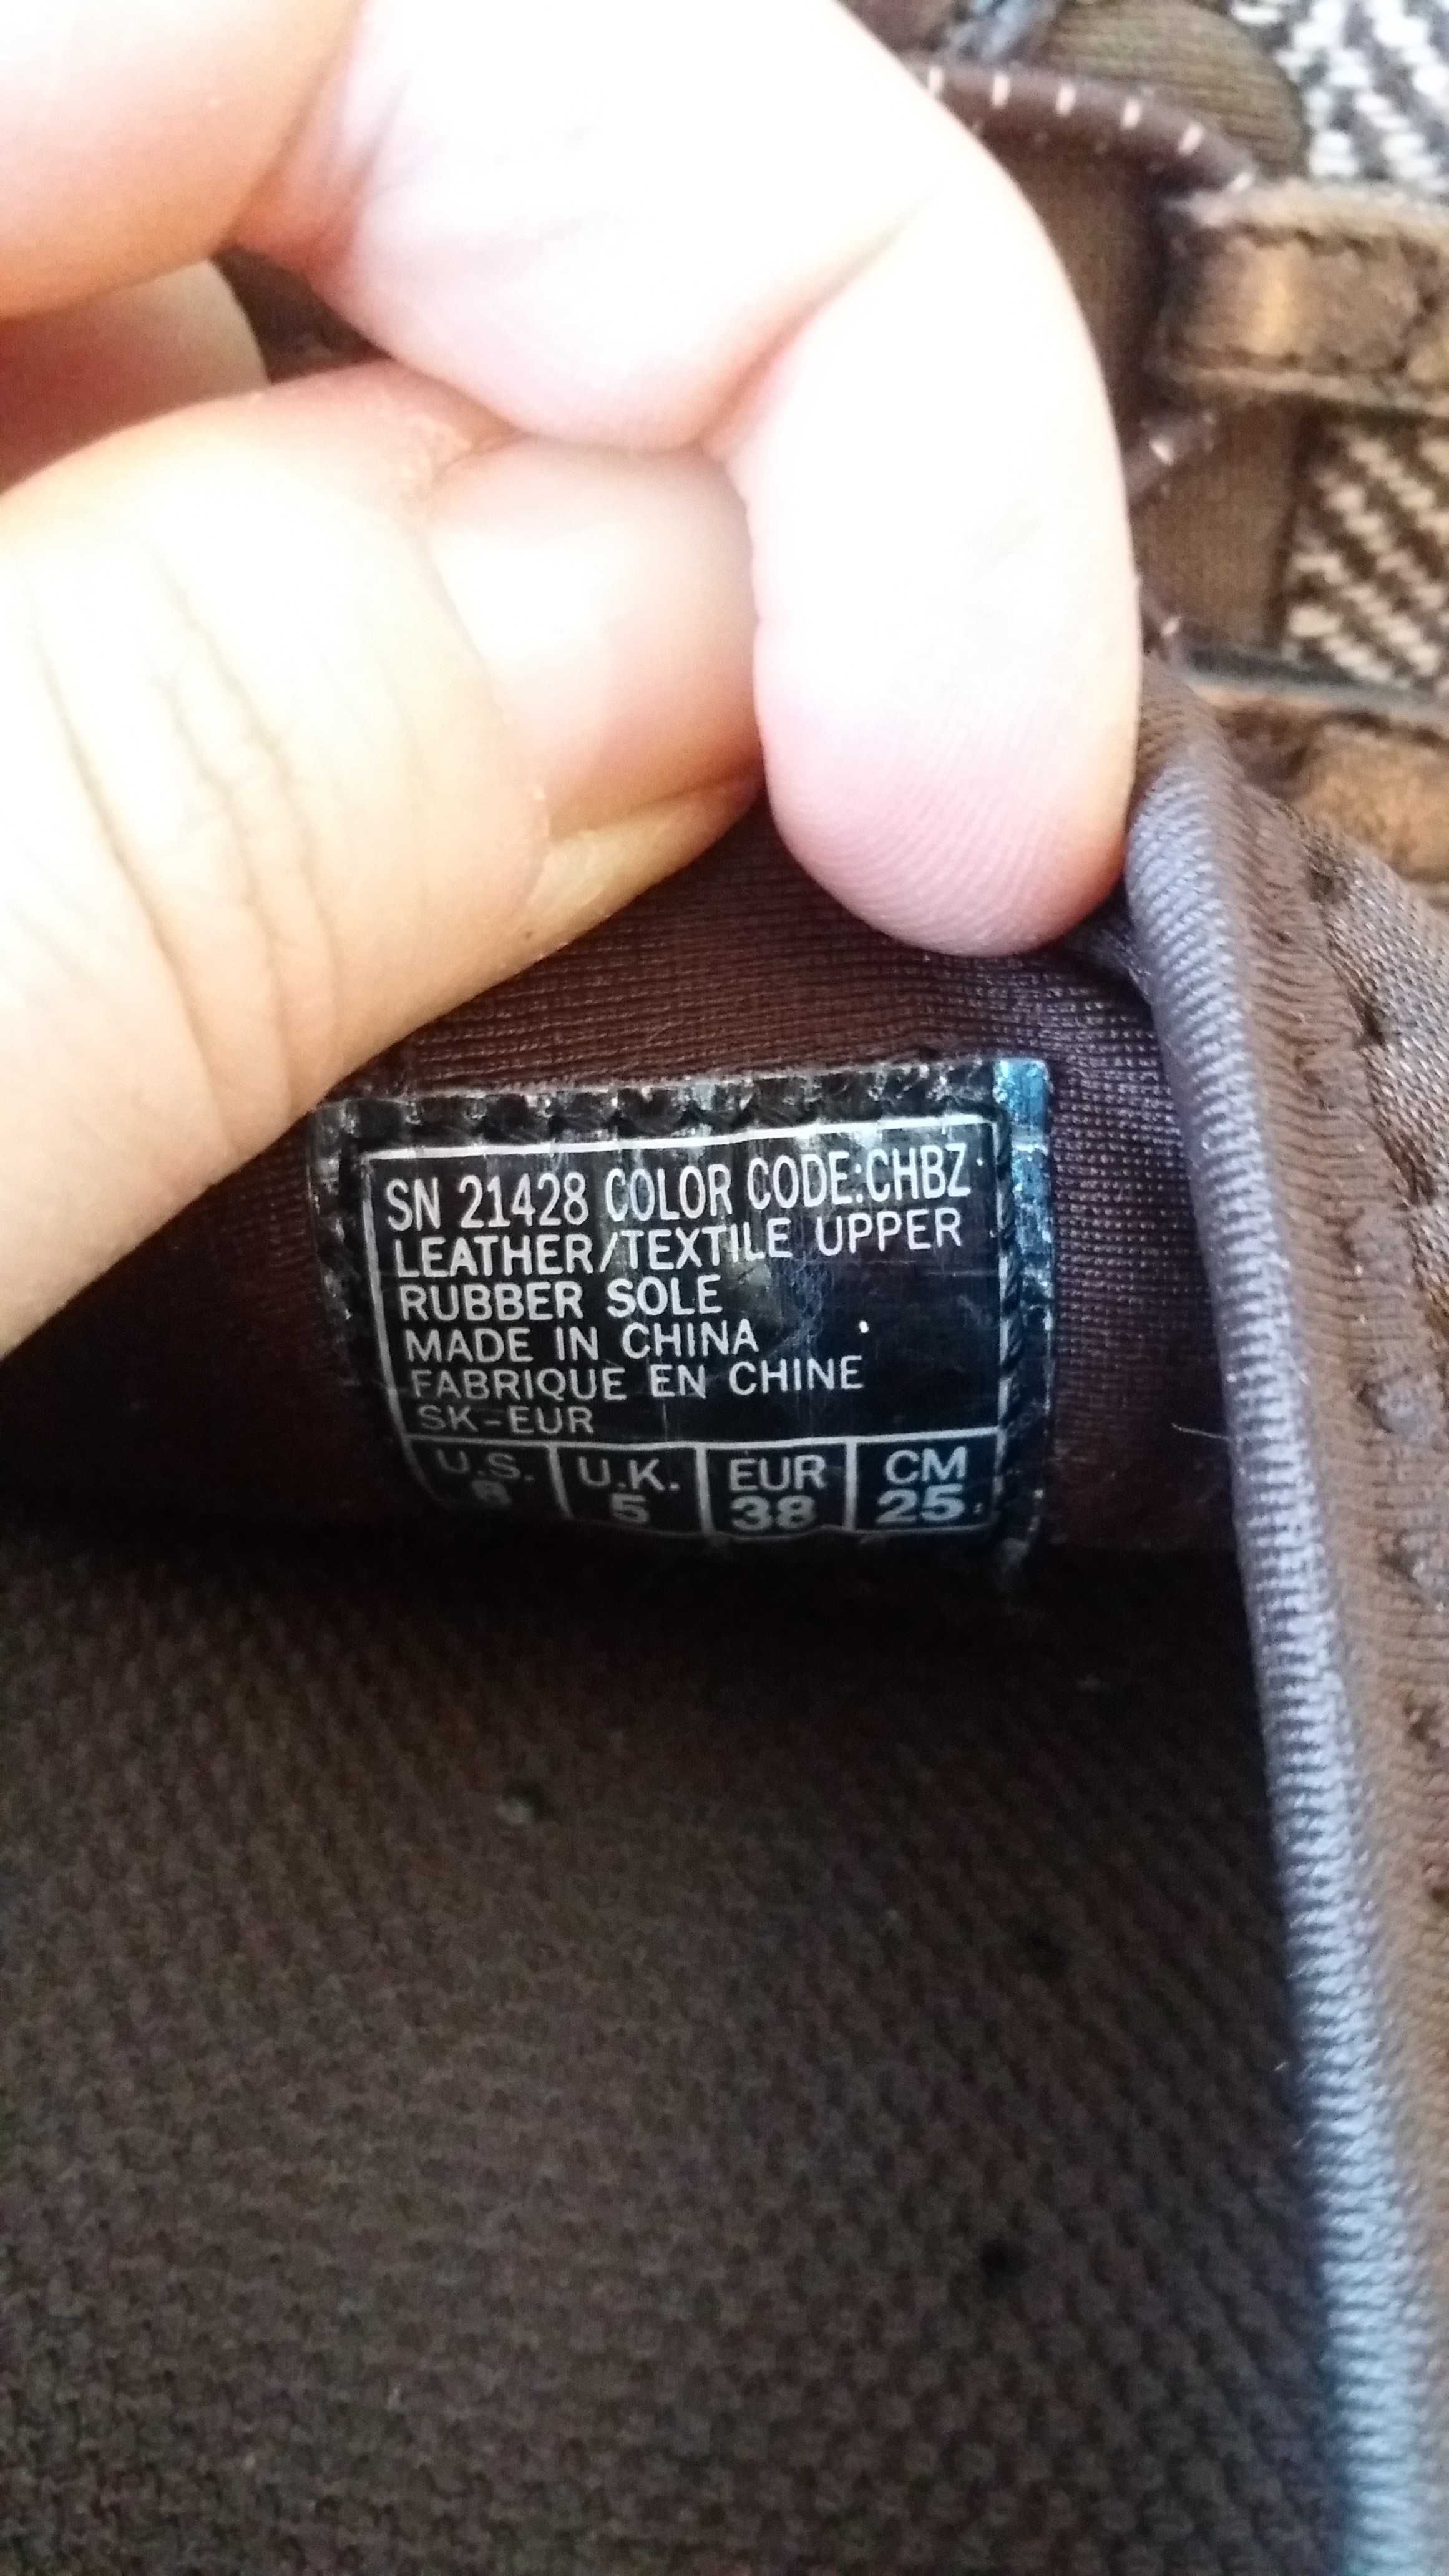 SN 21428 COLOR CODE:CHBZ
LEATHER/TEXTILE UPPER
RUBBER SOLE
MADE IN CHINA
FABRIQUE EN CHINE
SK-EUR
U.S. U.K. EUR CM
8 5 38 25